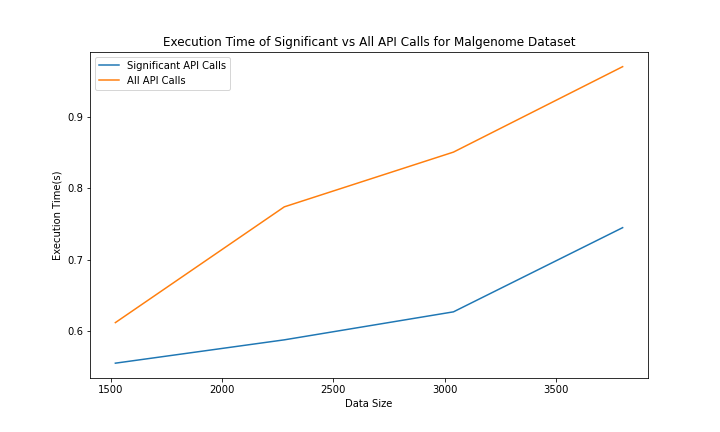 Execution Time of Significant vs All API Calls for Malgenome Dataset
Significant API Calls
All API Calls
Execution Time(s)
0.9
0.8
0.7
0.6
1500
2000
2500
3000
3500
Data Size